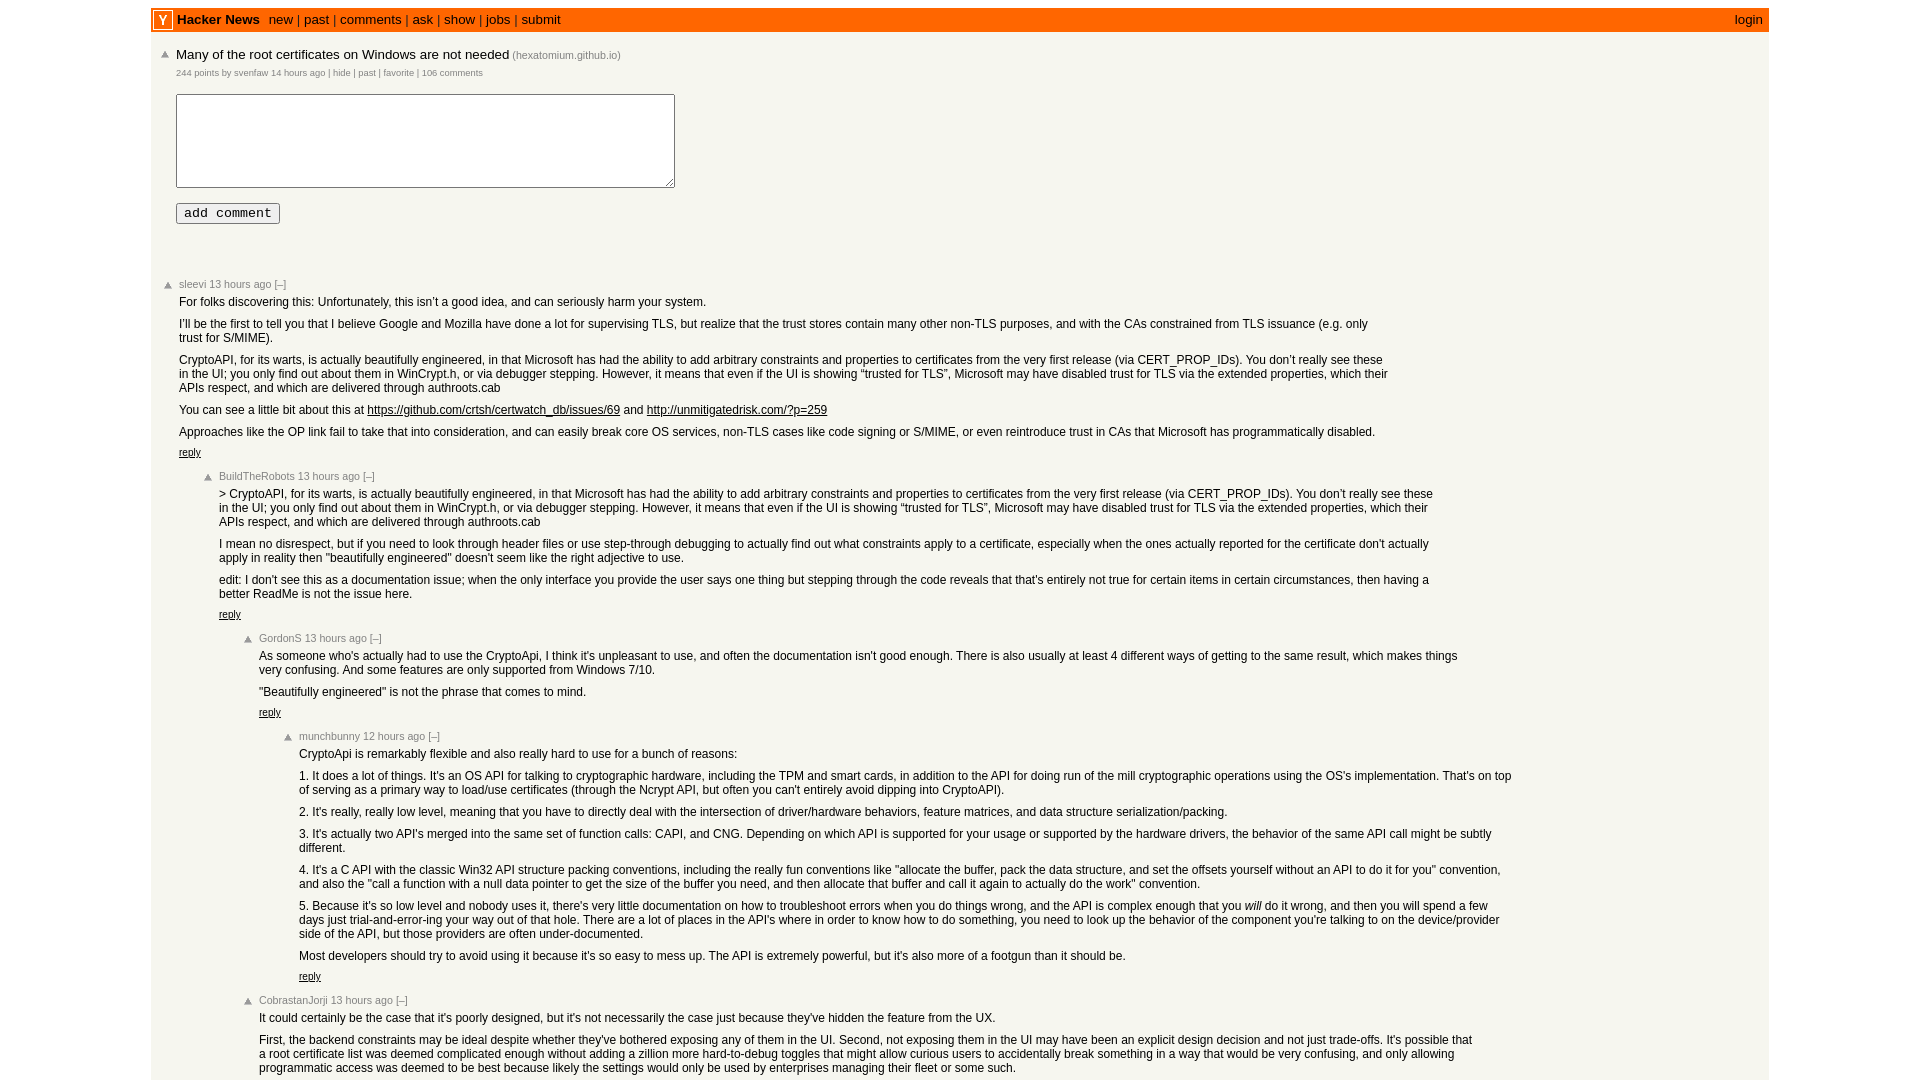 Y Hacker News new | past | comments | ask | show | jobs | submit login
Many of the root certificates on Windows are not needed (hexatomium.github.io)
244 points by svenfaw 14 hours ago | hide | past | favorite | 106 comments
add comment
sleevi 13 hours ago [–]
For folks discovering this: Unfortunately, this isn’t a good idea, and can seriously harm your system.
I’ll be the first to tell you that I believe Google and Mozilla have done a lot for supervising TLS, but realize that the trust stores contain many other non-TLS purposes, and with the CAs constrained from TLS issuance (e.g. only
trust for S/MIME).
CryptoAPI, for its warts, is actually beautifully engineered, in that Microsoft has had the ability to add arbitrary constraints and properties to certificates from the very first release (via CERT_PROP_IDs). You don’t really see these
in the UI; you only find out about them in WinCrypt.h, or via debugger stepping. However, it means that even if the UI is showing “trusted for TLS”, Microsoft may have disabled trust for TLS via the extended properties, which their
APIs respect, and which are delivered through authroots.cab
You can see a little bit about this at https://github.com/crtsh/certwatch_db/issues/69 and http://unmitigatedrisk.com/?p=259
Approaches like the OP link fail to take that into consideration, and can easily break core OS services, non-TLS cases like code signing or S/MIME, or even reintroduce trust in CAs that Microsoft has programmatically disabled.
reply
BuildTheRobots 13 hours ago [–]
> CryptoAPI, for its warts, is actually beautifully engineered, in that Microsoft has had the ability to add arbitrary constraints and properties to certificates from the very first release (via CERT_PROP_IDs). You don’t really see these
in the UI; you only find out about them in WinCrypt.h, or via debugger stepping. However, it means that even if the UI is showing “trusted for TLS”, Microsoft may have disabled trust for TLS via the extended properties, which their
APIs respect, and which are delivered through authroots.cab
I mean no disrespect, but if you need to look through header files or use step-through debugging to actually find out what constraints apply to a certificate, especially when the ones actually reported for the certificate don't actually
apply in reality then "beautifully engineered" doesn't seem like the right adjective to use.
edit: I don't see this as a documentation issue; when the only interface you provide the user says one thing but stepping through the code reveals that that's entirely not true for certain items in certain circumstances, then having a
better ReadMe is not the issue here.
reply
GordonS 13 hours ago [–]
As someone who's actually had to use the CryptoApi, I think it's unpleasant to use, and often the documentation isn't good enough. There is also usually at least 4 different ways of getting to the same result, which makes things
very confusing. And some features are only supported from Windows 7/10.
"Beautifully engineered" is not the phrase that comes to mind.
reply
munchbunny 12 hours ago [–]
CryptoApi is remarkably flexible and also really hard to use for a bunch of reasons:
1. It does a lot of things. It's an OS API for talking to cryptographic hardware, including the TPM and smart cards, in addition to the API for doing run of the mill cryptographic operations using the OS's implementation. That's on top
of serving as a primary way to load/use certificates (through the Ncrypt API, but often you can't entirely avoid dipping into CryptoAPI).
2. It's really, really low level, meaning that you have to directly deal with the intersection of driver/hardware behaviors, feature matrices, and data structure serialization/packing.
3. It's actually two API's merged into the same set of function calls: CAPI, and CNG. Depending on which API is supported for your usage or supported by the hardware drivers, the behavior of the same API call might be subtly
different.
4. It's a C API with the classic Win32 API structure packing conventions, including the really fun conventions like "allocate the buffer, pack the data structure, and set the offsets yourself without an API to do it for you" convention,
and also the "call a function with a null data pointer to get the size of the buffer you need, and then allocate that buffer and call it again to actually do the work" convention.
5. Because it's so low level and nobody uses it, there's very little documentation on how to troubleshoot errors when you do things wrong, and the API is complex enough that you will do it wrong, and then you will spend a few
days just trial-and-error-ing your way out of that hole. There are a lot of places in the API's where in order to know how to do something, you need to look up the behavior of the component you're talking to on the device/provider
side of the API, but those providers are often under-documented.
Most developers should try to avoid using it because it's so easy to mess up. The API is extremely powerful, but it's also more of a footgun than it should be.
reply
CobrastanJorji 13 hours ago [–]
It could certainly be the case that it's poorly designed, but it's not necessarily the case just because they've hidden the feature from the UX.
First, the backend constraints may be ideal despite whether they've bothered exposing any of them in the UI. Second, not exposing them in the UI may have been an explicit design decision and not just trade-offs. It's possible that
a root certificate list was deemed complicated enough without adding a zillion more hard-to-debug toggles that might allow curious users to accidentally break something in a way that would be very confusing, and only allowing
programmatic access was deemed to be best because likely the settings would only be used by enterprises managing their fleet or some such.